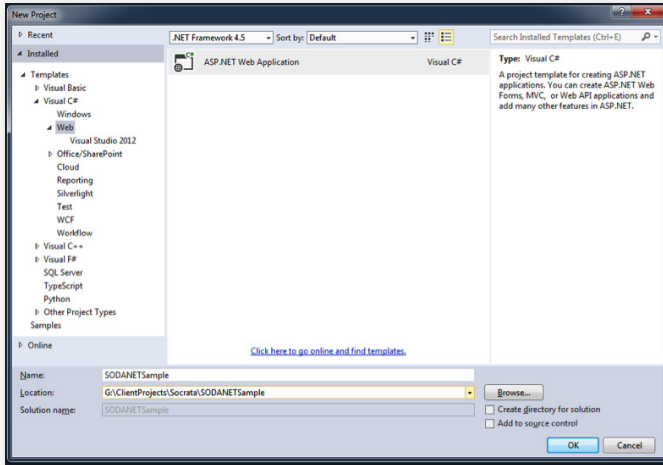 New Project
Recent
.NET Framework 4.5
Sort by: Default
Search Installed Templates (Ctrl+E)
Installed
Templates
Visual Basic
Visual C#
Windows
Web
Visual Studio 2012
Office/SharePoint
Cloud
Reporting
Silverlight
Test
WCF
Workflow
Visual C++
Visual F#
SQL Server
TypeScript
Python
Other Project Types
Samples
Online
ASP.NET Web Application
Visual C#
Type: Visual C#
A project template for creating ASP.NET
applications. You can create ASP.NET Web
Forms, MVC, or Web API applications and
add many other features in ASP.NET.
Click here to go online and find templates.
Name: SODANETSample
Location: G:\ClientProjects\Socrata\SODANETSample
Browse...
Solution name: SODANETSample
Create directory for solution
Add to source control
OK
Cancel